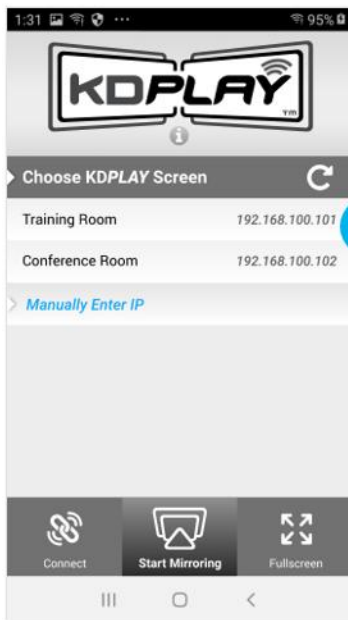 1:31 95%
KDPLAY
TM
Choose KDPLAY Screen
Training Room 192.168.100.101
Conference Room 192.168.100.102
Manually Enter IP
Connect Start Mirroring Fullscreen